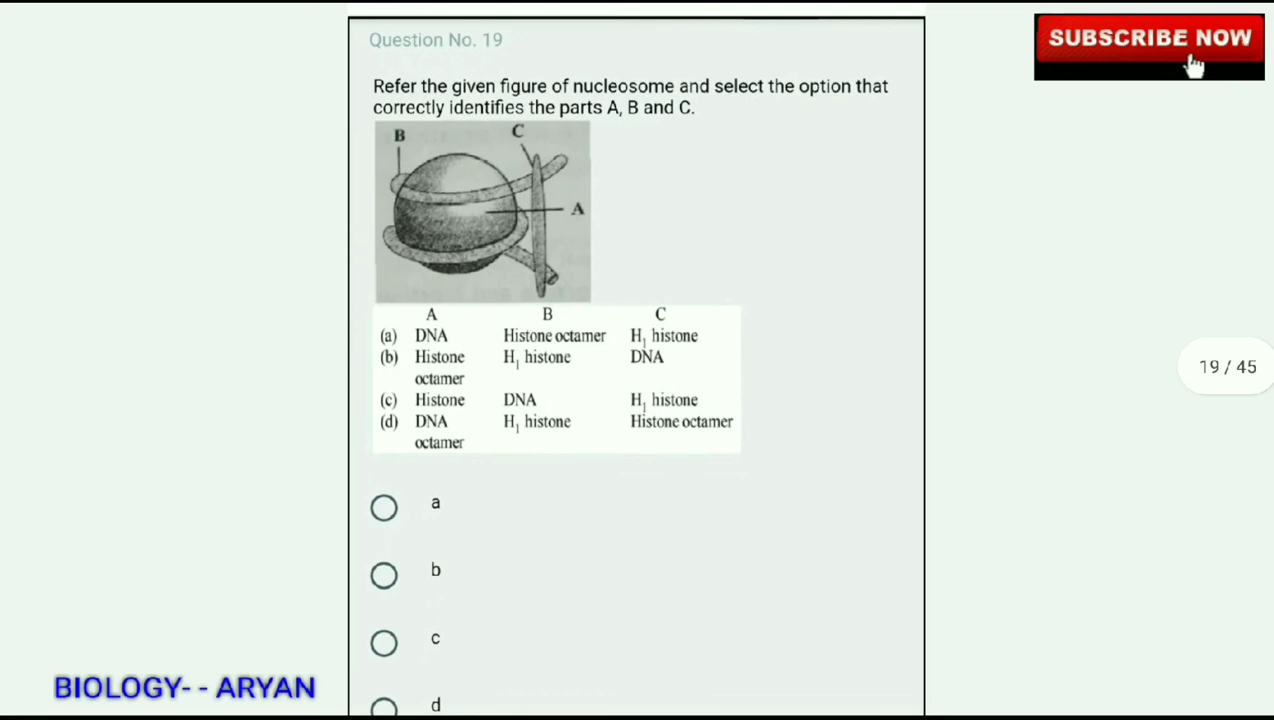 SUBSCRIBE NOW
Question No. 19
Refer the given figure of nucleosome and select the option that
correctly identifies the parts A, B and C.
B
C
A
A B C
(a) DNA Histone octamer H₁ histone
(b) Histone H₁ histone DNA
octamer
(c) Histone DNA H₁ histone
(d) DNA H₁ histone Histone octamer
octamer
19 / 45
a
b
c
d
BIOLOGY- - ARYAN